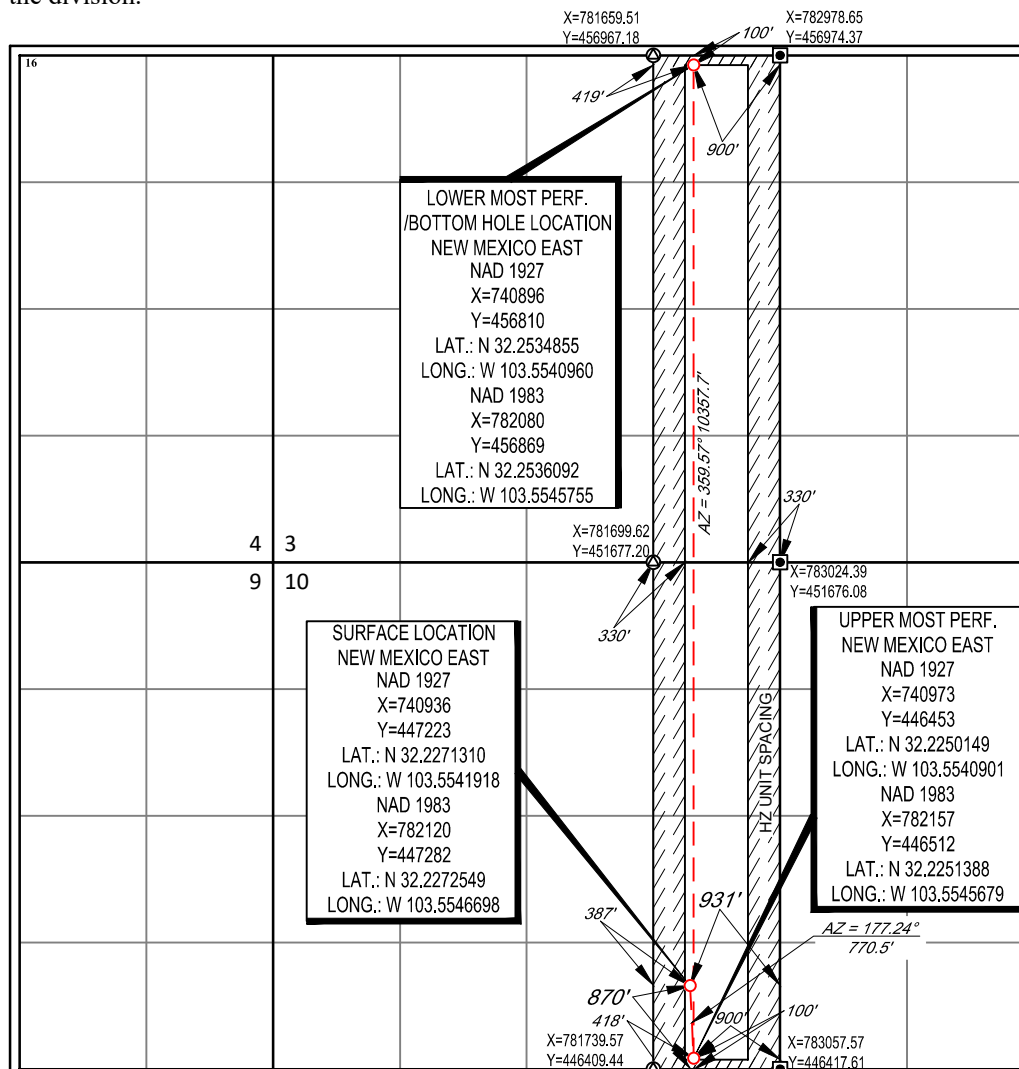 the division.
X=781659.51
Y=456967.18
X=782978.65
Y=456974.37
100'
16
419'
900'
LOWER MOST PERF.
/BOTTOM HOLE LOCATION
NEW MEXICO EAST
NAD 1927
X=740896
Y=456810
LAT.: N 32.2534855
LONG.: W 103.5540960
NAD 1983
X=782080
Y=456869
LAT.: N 32.2536092
LONG.: W 103.5545755
AZ = 359.57° 10357.7'
330'
X=781699.62
Y=451677.20
4 3
9 10
X=783024.39
Y=451676.08
330'
SURFACE LOCATION
NEW MEXICO EAST
NAD 1927
X=740936
Y=447223
LAT.: N 32.2271310
LONG.: W 103.5541918
NAD 1983
X=782120
Y=447282
LAT.: N 32.2272549
LONG.: W 103.5546698
UPPER MOST PERF.
NEW MEXICO EAST
NAD 1927
X=740973
Y=446453
LAT.: N 32.2250149
LONG.: W 103.5540901
NAD 1983
X=782157
Y=446512
LAT.: N 32.2251388
LONG.: W 103.5545679
HZ UNIT SPACING
387'
931'
AZ = 177.24°
770.5'
870'
418'
900'
100'
X=781739.57
Y=446409.44
X=783057.57
Y=446417.61